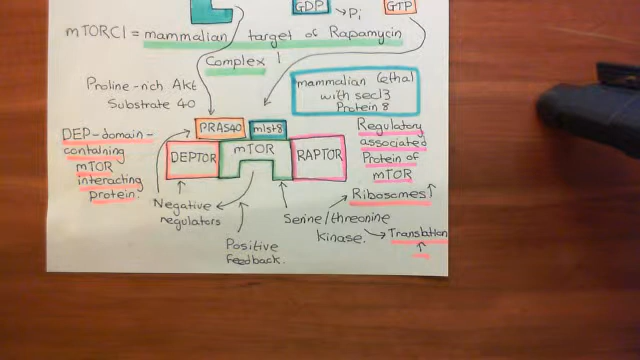 GDP → Pi
GTP
mTORC1 = mammalian target of Rapamycin
Complex 1
Proline-rich Akt
Substrate 40
mammalian lethal
with sec13
Protein 8
PRAS40
mlst8
DEPTOR
mTOR
RAPTOR
DEP-domain-
containing
mTOR
interacting
protein.
Regulatory
associated
Protein of
mTOR
Ribosomes ↑
Negative
regulators
Serine/threonine
Kinase.
Translation
↑
Positive
feedback.